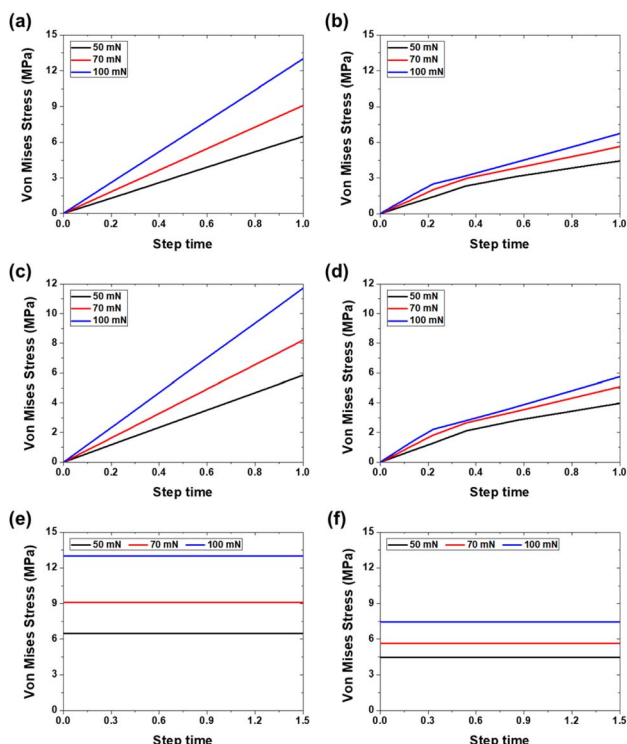 (a)
50 mN
70 mN
100 mN
Von Mises Stress (MPa)
15
12
9
6
3
0
0.0 0.2 0.4 0.6 0.8 1.0
Step time
(b)
50 mN
70 mN
100 mN
Von Mises Stress (MPa)
15
12
9
6
3
0
0.0 0.2 0.4 0.6 0.8 1.0
Step time
(c)
50 mN
70 mN
100 mN
Von Mises Stress (MPa)
12
10
8
6
4
2
0
0.0 0.2 0.4 0.6 0.8 1.0
Step time
(d)
50 mN
70 mN
100 mN
Von Mises Stress (MPa)
12
10
8
6
4
2
0
0.0 0.2 0.4 0.6 0.8 1.0
Step time
(e)
50 mN 70 mN 100 mN
Von Mises Stress (MPa)
15
12
9
6
3
0
0.0 0.3 0.6 0.9 1.2 1.5
Step time
(f)
50 mN 70 mN 100 mN
Von Mises Stress (MPa)
15
12
9
6
3
0
0.0 0.3 0.6 0.9 1.2 1.5
Step time